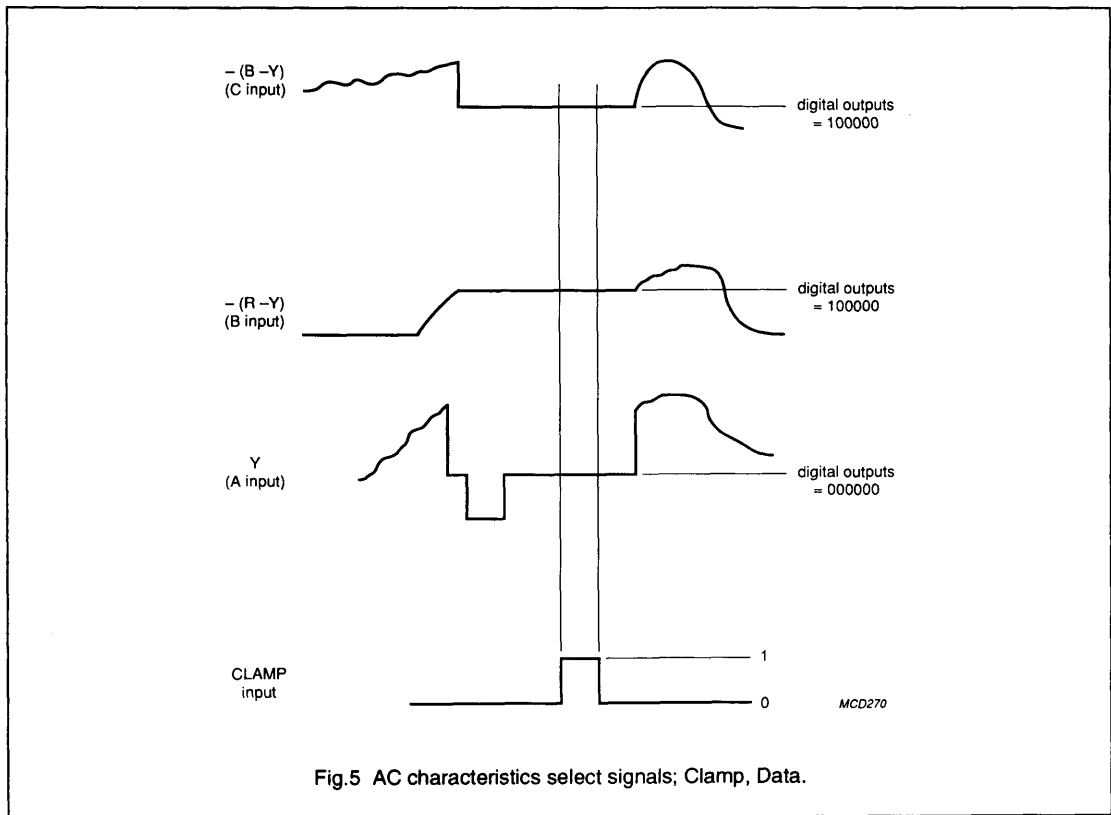 – (B –Y)
(C input)
digital outputs
= 100000
– (R –Y)
(B input)
digital outputs
= 100000
Y
(A input)
digital outputs
= 000000
CLAMP
input
1
0
MCD270
Fig.5 AC characteristics select signals; Clamp, Data.